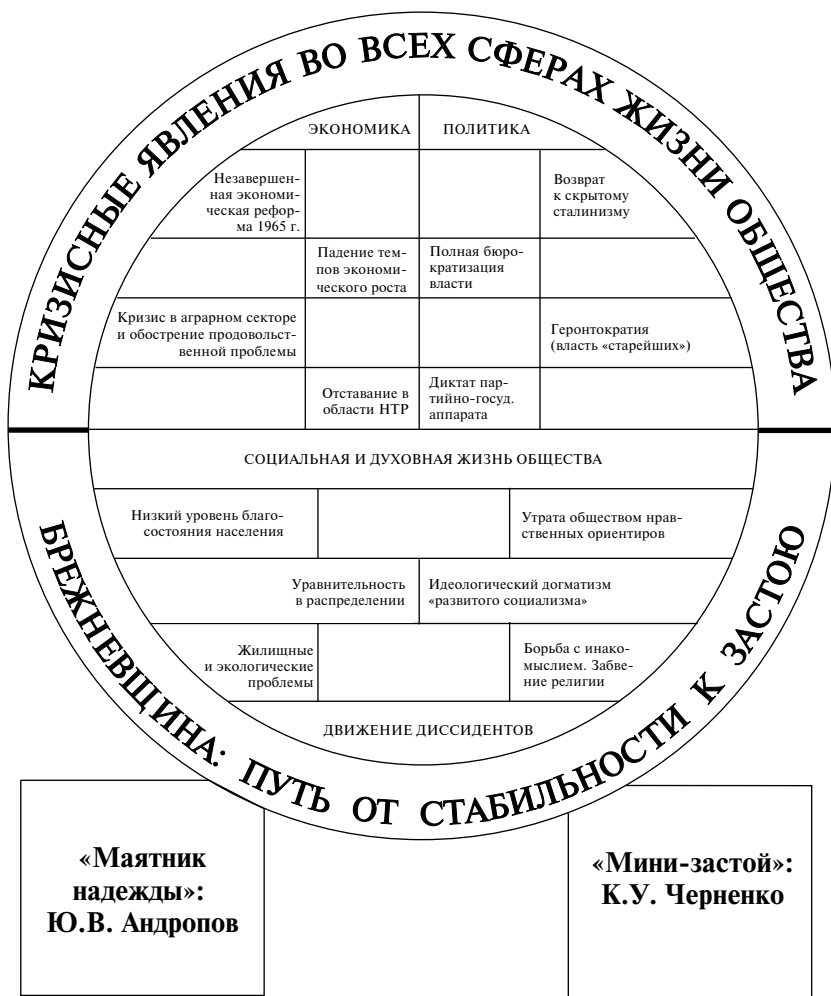 КРИЗИСНЫЕ ЯВЛЕНИЯ ВО ВСЕХ СФЕРАХ ЖИЗНИ ОБЩЕСТВА
ЭКОНОМИКА
ПОЛИТИКА
Незавершен-
ная экономи-
ческая рефор-
ма 1965 г.
Возврат
к скрытому
сталинизму
Падение тем-
пов экономи-
ческого роста
Полная бюро-
кратизация
власти
Кризис в аграрном секторе
и обострение продовольст-
венной проблемы
Геронтократия
(власть «старейших»)
Отставание в
области НТР
Диктат пар-
тийно-госуд.
аппарата
СОЦИАЛЬНАЯ И ДУХОВНАЯ ЖИЗНЬ ОБЩЕСТВА
Низкий уровень благо-
состояния населения
Утрата обществом нрав-
ственных ориентиров
Уравнительность
в распределении
Идеологический догматизм
«развитого социализма»
Жилищные
и экологические
проблемы
Борьба с инако-
мыслием. Забве-
ние религии
ДВИЖЕНИЕ ДИССИДЕНТОВ
БРЕЖНЕВЩИНА: ПУТЬ ОТ СТАБИЛЬНОСТИ К ЗАСТОЮ
«Маятник
надежды»:
Ю.В. Андропов
«Мини-застой»:
К.У. Черненко